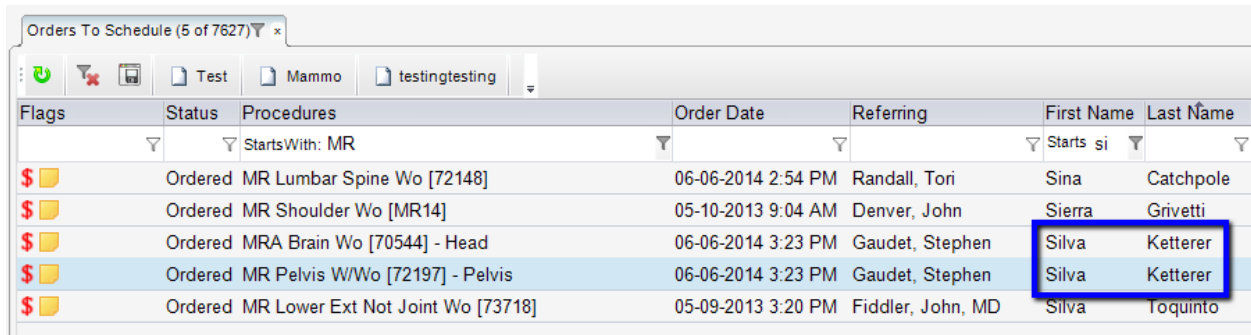 Orders To Schedule (5 of 7627) x
Test Mammo testingtesting
Flags Status Procedures Order Date Referring First Name Last Name
StartsWith: MR Starts si
$ Ordered MR Lumbar Spine Wo [72148] 06-06-2014 2:54 PM Randall, Tori Sina Catchpole
$ Ordered MR Shoulder Wo [MR14] 05-10-2013 9:04 AM Denver, John Sierra Grivetti
$ Ordered MRA Brain Wo [70544] - Head 06-06-2014 3:23 PM Gaudet, Stephen Silva Ketterer
$ Ordered MR Pelvis W/Wo [72197] - Pelvis 06-06-2014 3:23 PM Gaudet, Stephen Silva Ketterer
$ Ordered MR Lower Ext Not Joint Wo [73718] 05-09-2013 3:20 PM Fiddler, John, MD Silva Toquinto